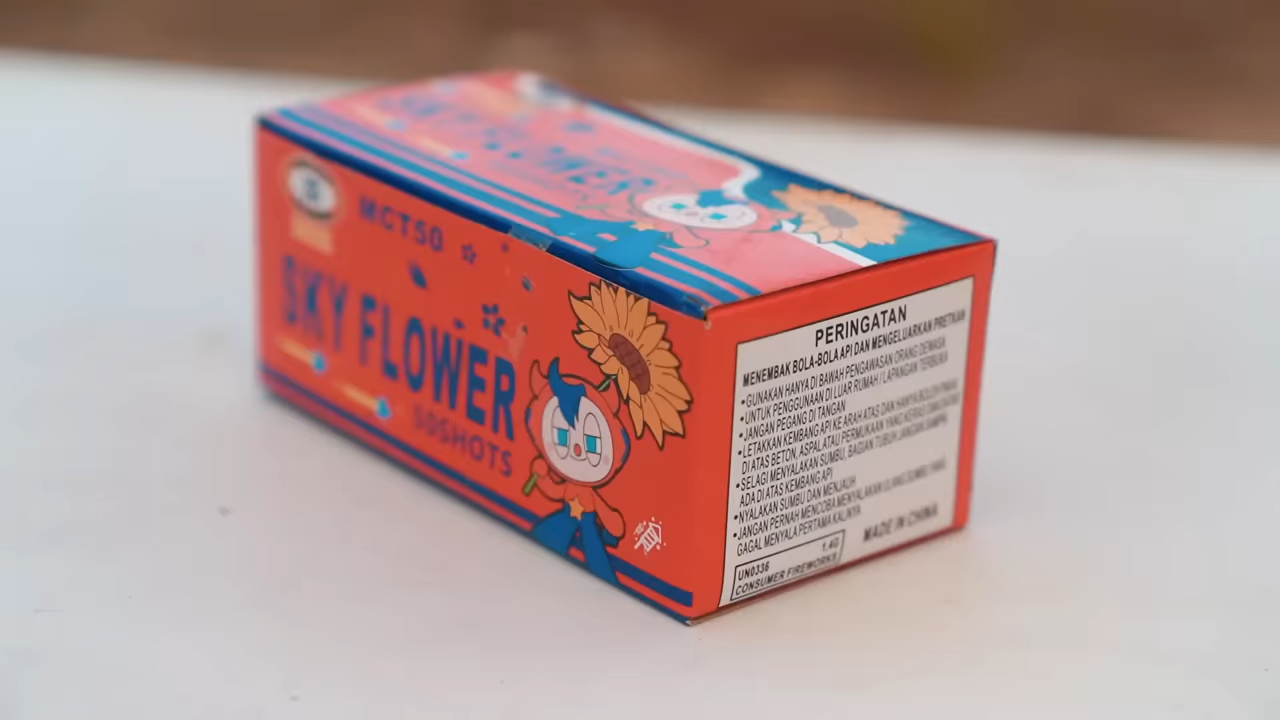 SKY FLOWER
MCT50
SKY FLOWER
50SHOTS
PERINGATAN
MENEMBAK BOLA-BOLA API DAN MENGELUARKAN PRETKAN
•GUNAKAN HANYA DI BAWAH PENGAWASAN ORANG DEWASA
•UNTUK PENGGUNAAN DI LUAR RUMAH / LAPANGAN TERBUKA
•JANGAN PEGANG DI TANGAN
•LETAKKAN KEMBANG API KE ARAH ATAS DAN HANYA BOLEH
DI ATAS BETON, ASPAL ATAU PERMUKAAN YANG KERAS
•SELAGI MENYALAKAN SUMBU, BAGIAN TUBUH JANGAN SAMPAI
ADA DI ATAS KEMBANG API
•NYALAKAN SUMBU DAN MENJAUH
•JANGAN PERNAH MENCOBA MENYALAKAN ULANG SUMBU YANG
GAGAL MENYALA PERTAMA KALINYA
UN0336 1.4G
CONSUMER FIREWORKS
MADE IN CHINA